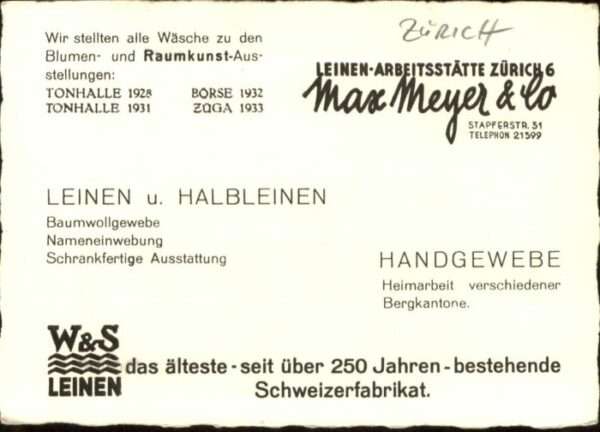 Wir stellten alle Wäsche zu den
Blumen- und Raumkunst-Aus-
stellungen:
TONHALLE 1928 BÖRSE 1932
TONHALLE 1931 ZÜGA 1933
ZÜRICH
LEINEN-ARBEITSSTÄTTE ZÜRICH 6
Max Meyer & Co
STAPFERSTR. 31
TELEPHON 21599
LEINEN u. HALBLEINEN
Baumwollgewebe
Nameneinwebung
Schrankfertige Ausstattung
HANDGEWEBE
Heimarbeit verschiedener
Bergkantone.
W&S
LEINEN
das älteste - seit über 250 Jahren - bestehende
Schweizerfabrikat.